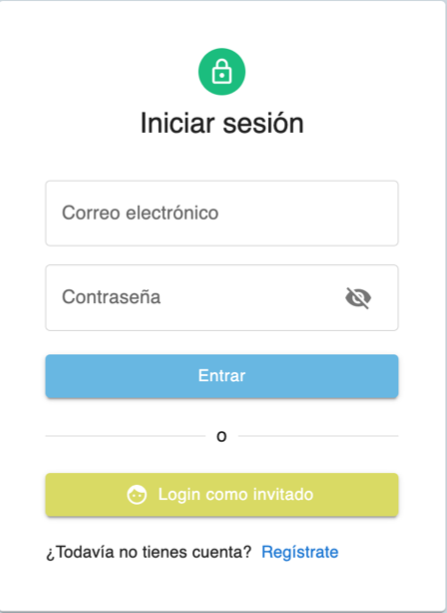 Iniciar sesión
Correo electrónico
Contraseña
Entrar
o
Login como invitado
¿Todavía no tienes cuenta? Regístrate